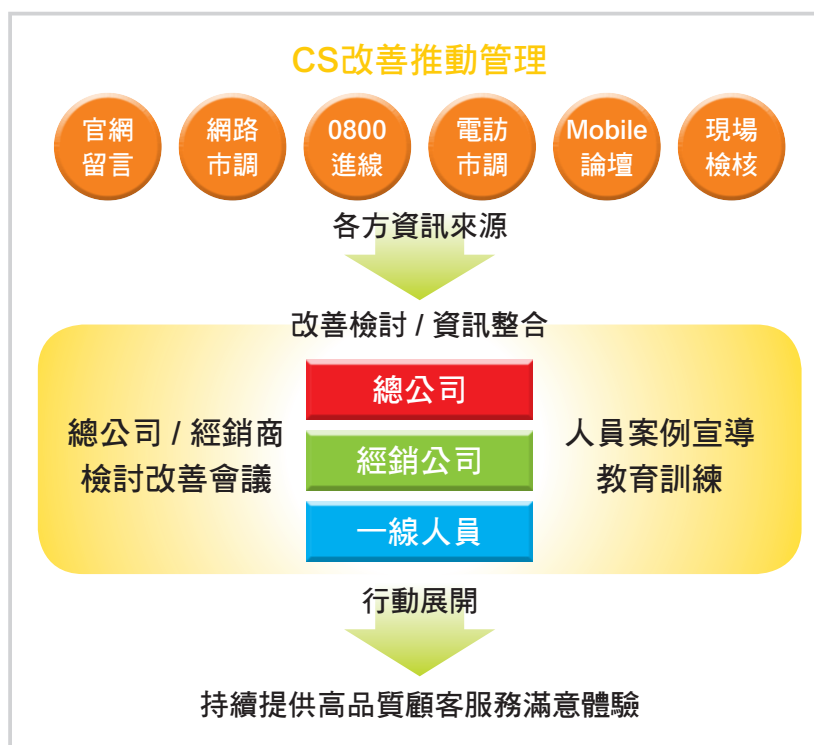 CS改善推動管理
官網
留言
網路
市調
0800
進線
電訪
市調
Mobile
論壇
現場
檢核
各方資訊來源
改善檢討 / 資訊整合
總公司 / 經銷商
檢討改善會議
總公司
經銷公司
一線人員
人員案例宣導
教育訓練
行動展開
持續提供高品質顧客服務滿意體驗